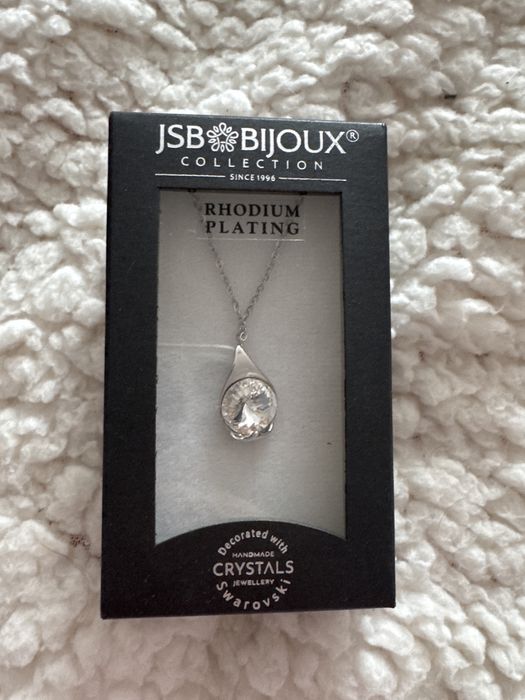 JSB BIJOUX®
COLLECTION
SINCE 1996
RHODIUM
PLATING
Decorated with
HANDMADE
CRYSTALS
JEWELLERY
Swarovski